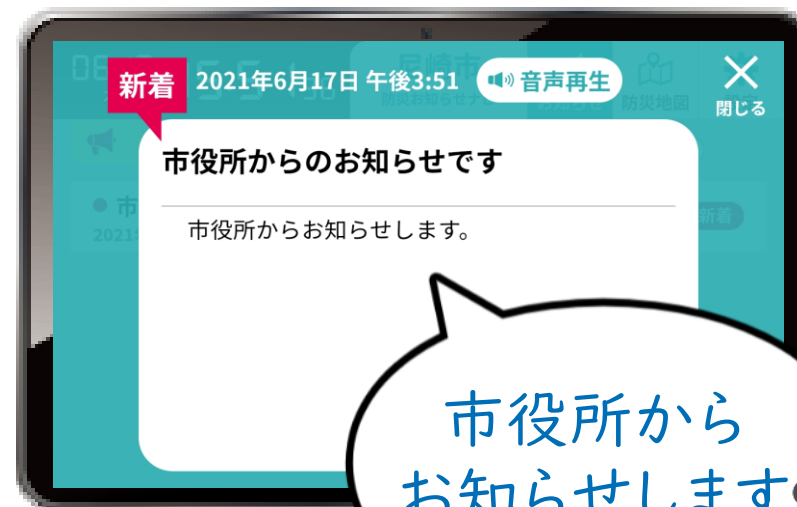 新着 2021年6月17日 午後3:51 音声再生
閉じる
尼崎市
防災地図
市役所からのお知らせです
新着
市役所からお知らせします。
市役所から
お知らせします